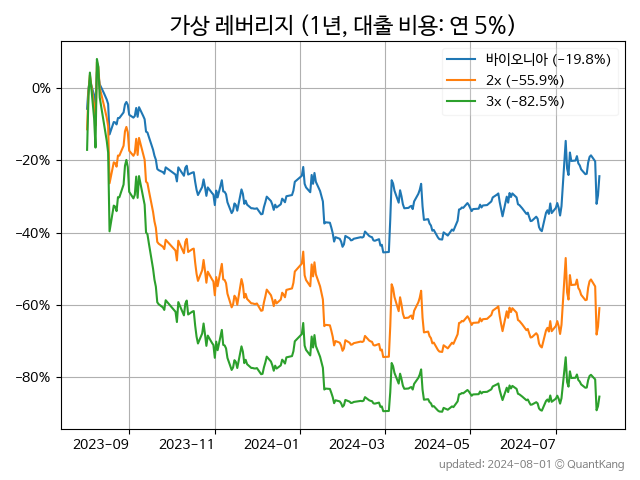 가상 레버리지 (1년, 대출 비용: 연 5%)
바이오니아 (−19.8%)
2x (−55.9%)
3x (−82.5%)
0%
−20%
−40%
−60%
−80%
2023-09 2023-11 2024-01 2024-03 2024-05 2024-07
updated: 2024-08-01 © QuantKang